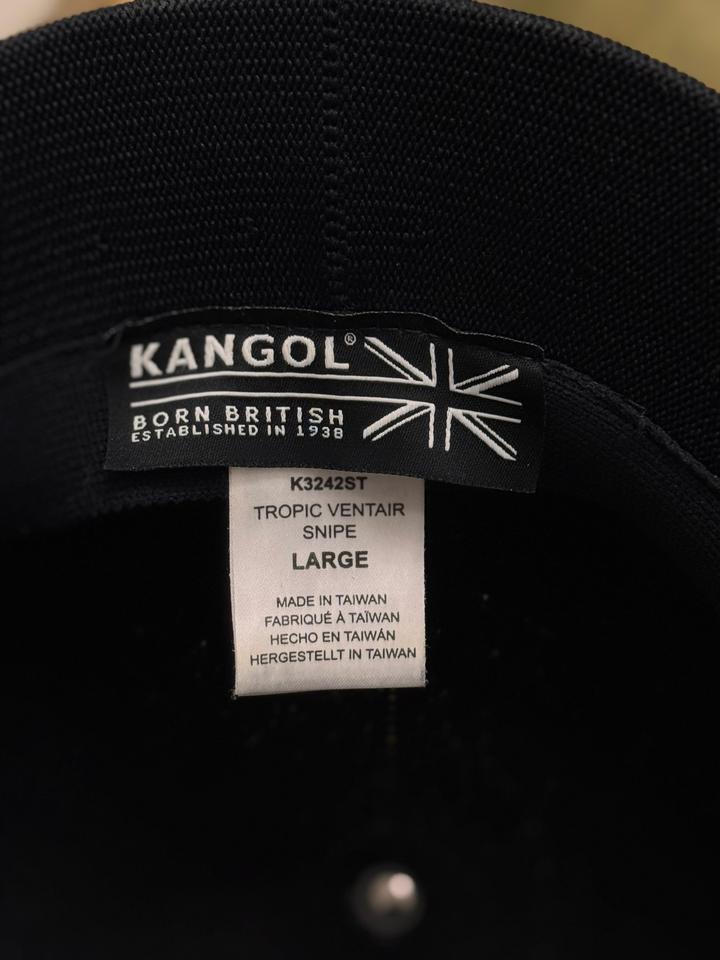 KANGOL®
BORN BRITISH
ESTABLISHED IN 1938
K3242ST
TROPIC VENTAIR
SNIPE
LARGE
MADE IN TAIWAN
FABRIQUÉ À TAÏWAN
HECHO EN TAIWÁN
HERGESTELLT IN TAIWAN